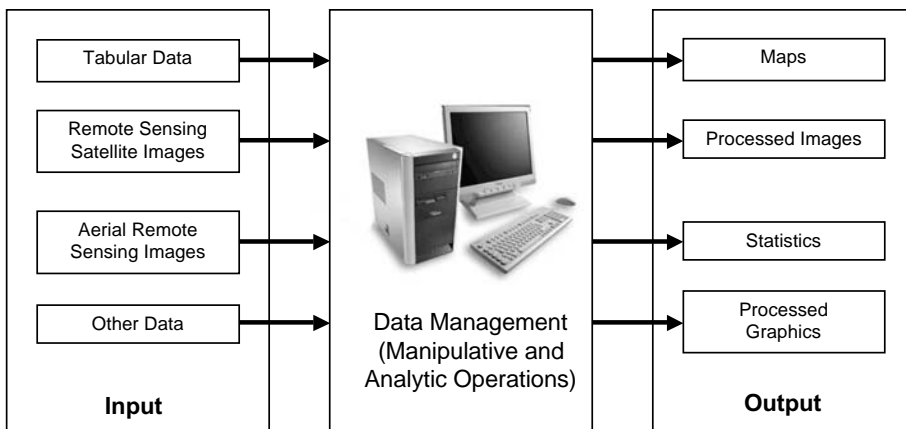 Tabular Data
Remote Sensing
Satellite Images
Aerial Remote
Sensing Images
Other Data
Input
Data Management
(Manipulative and
Analytic Operations)
Maps
Processed Images
Statistics
Processed
Graphics
Output